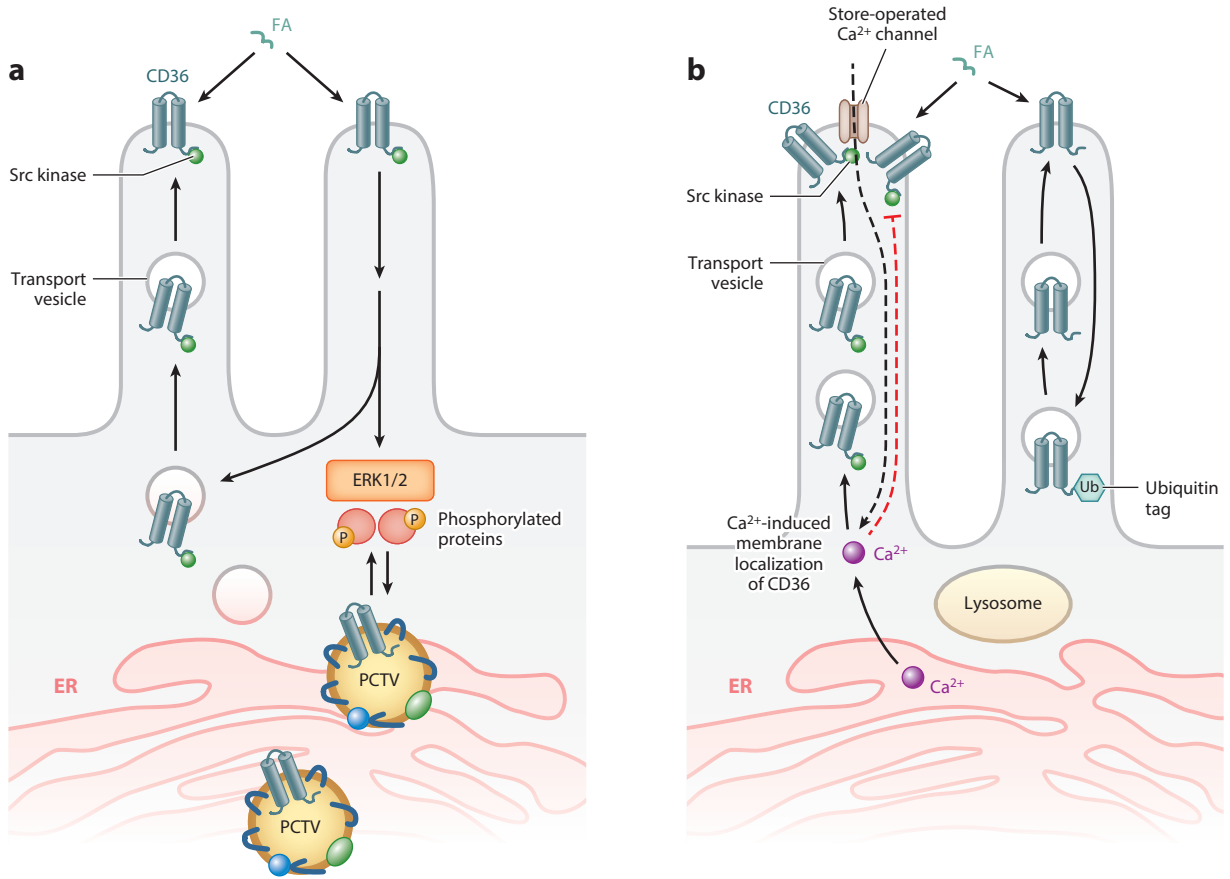 a
FA
CD36
Src kinase
Transport
vesicle
ERK1/2
P
P
Phosphorylated
proteins
PCTV
ER
PCTV
b
Store-operated
Ca²⁺ channel
FA
CD36
Src kinase
Transport
vesicle
Ub
Ubiquitin
tag
Ca²⁺-induced
membrane
localization
of CD36
Ca²⁺
Lysosome
ER
Ca²⁺